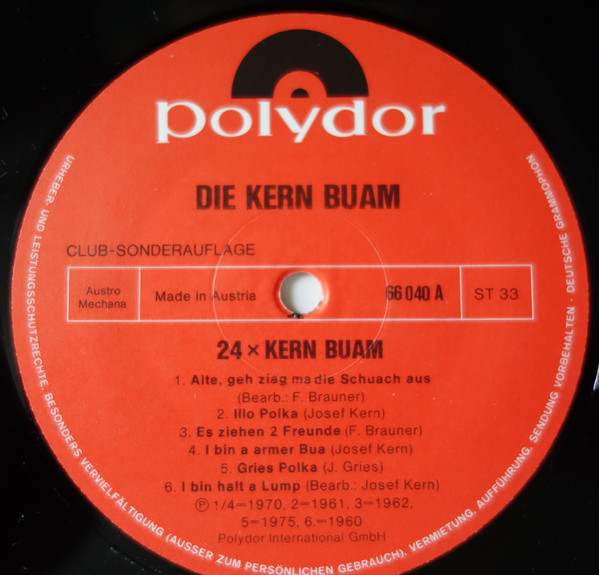 polydor
DIE KERN BUAM
CLUB-SONDERAUFLAGE
Austro
Mechana
Made in Austria
66 040 A
ST 33
24 × KERN BUAM
1. Alte, geh ziag ma die Schuach aus
(Bearb.: F. Brauner)
2. Illo Polka (Josef Kern)
3. Es ziehen 2 Freunde (F. Brauner)
4. I bin a armer Bua (Josef Kern)
5. Gries Polka (J. Gries)
6. I bin halt a Lump (Bearb.: Josef Kern)
Ⓟ 1/4=1970, 2=1961, 3=1962,
5=1975, 6.=1960
Polydor International GmbH
URHEBER- UND LEISTUNGSSCHUTZRECHTE, BESONDERS VERVIELFÄLTIGUNG (AUSSER ZUM PERSÖNLICHEN GEBRAUCH), VERMIETUNG, AUFFÜHRUNG, SENDUNG VORBEHALTEN · DEUTSCHE GRAMMOPHON